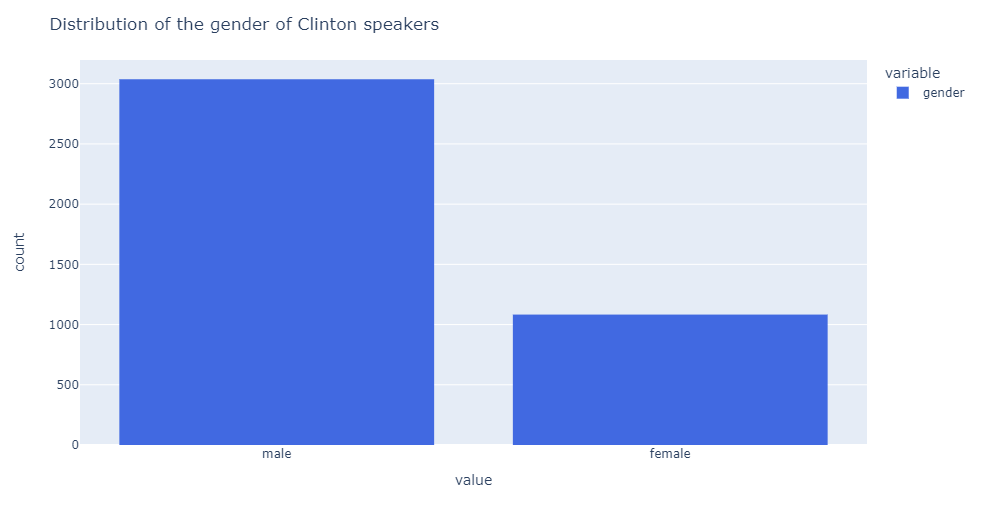 Distribution of the gender of Clinton speakers
variable
gender
3000
2500
2000
1500
1000
500
0
count
male
female
value